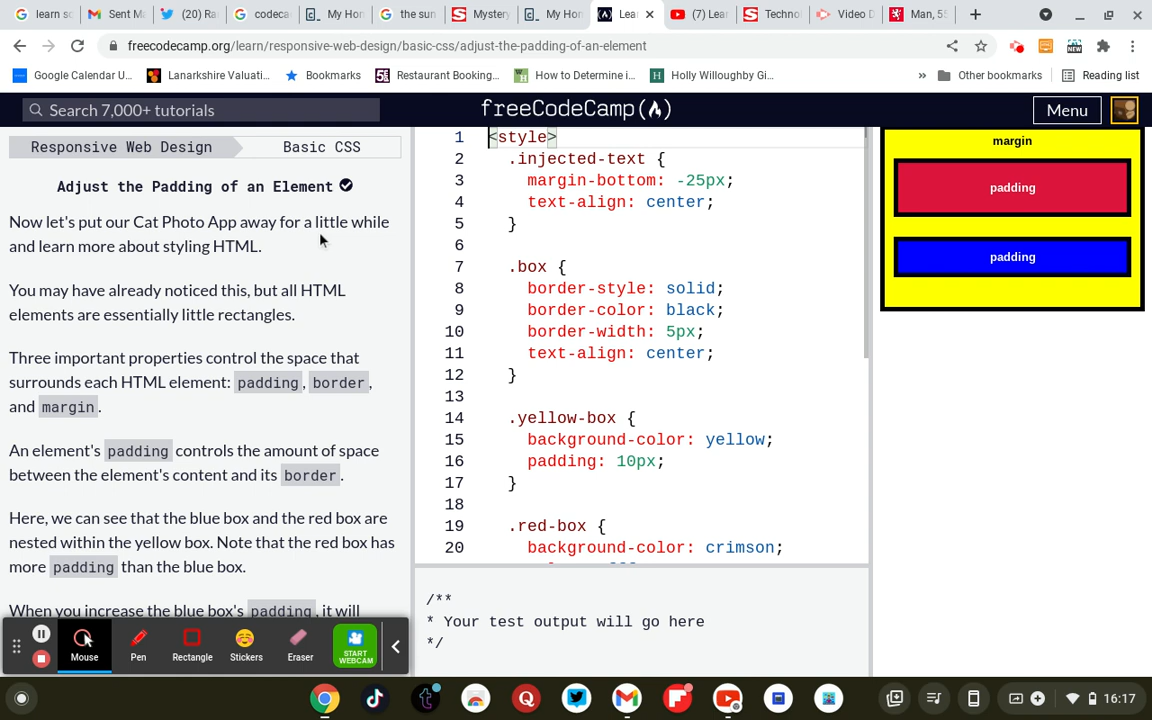 learn s
Sent M
(20) Ra
codeca
My Hon
the sun
Mystery
My Hon
Lea
(7) Lea
Technol
Video D
Man, 55
freecodecamp.org/learn/responsive-web-design/basic-css/adjust-the-padding-of-an-element
Google Calendar U...
Lanarkshire Valuati...
Bookmarks
Restaurant Booking...
How to Determine i...
Holly Willoughby Gi...
»
Other bookmarks
Reading list
Search 7,000+ tutorials
freeCodeCamp
Menu
Responsive Web Design
Basic CSS
Adjust the Padding of an Element
Now let's put our Cat Photo App away for a little while
and learn more about styling HTML.
You may have already noticed this, but all HTML
elements are essentially little rectangles.
Three important properties control the space that
surrounds each HTML element: padding, border,
and margin.
An element's padding controls the amount of space
between the element's content and its border.
Here, we can see that the blue box and the red box are
nested within the yellow box. Note that the red box has
more padding than the blue box.
When you increase the blue box's padding, it will
1 <style>
2 .injected-text {
3 margin-bottom: -25px;
4 text-align: center;
5 }
6
7 .box {
8 border-style: solid;
9 border-color: black;
10 border-width: 5px;
11 text-align: center;
12 }
13
14 .yellow-box {
15 background-color: yellow;
16 padding: 10px;
17 }
18
19 .red-box {
20 background-color: crimson;
/**
* Your test output will go here
*/
margin
padding
padding
Mouse
Pen
Rectangle
Stickers
Eraser
START
WEBCAM
16:17